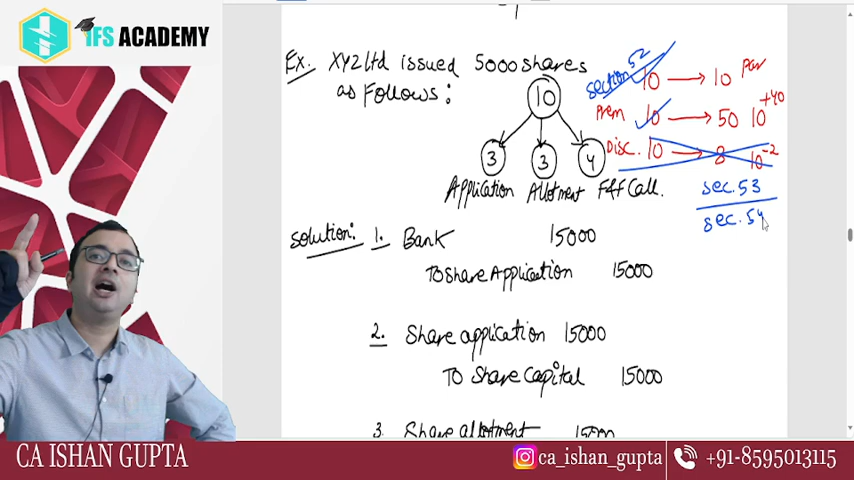 IFS ACADEMY
Ex. XYZ Ltd issued 5000 shares
as Follows:
10
3 3 4
Application Allotment F&F Call.
section 52
10 → 10 par
Prem 10 → 50 10+40
Disc. 10 → 8 10-2
sec. 53
sec. 54
solution: 1. Bank 15000
To share Application 15000
2. Share application 15000
To Share Capital 15000
3. Share allotment 15000
CA ISHAN GUPTA
ca_ishan_gupta
+91-8595013115